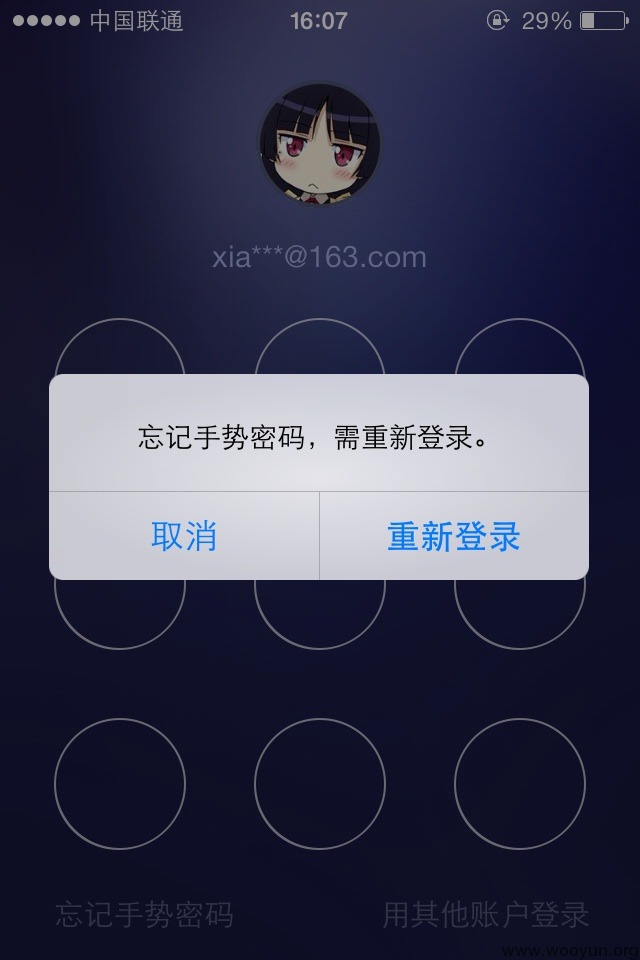 中国联通 16:07 29%
xia***@163.com
忘记手势密码，需重新登录。
取消 重新登录
忘记手势密码 用其他账户登录
www.wooyun.org